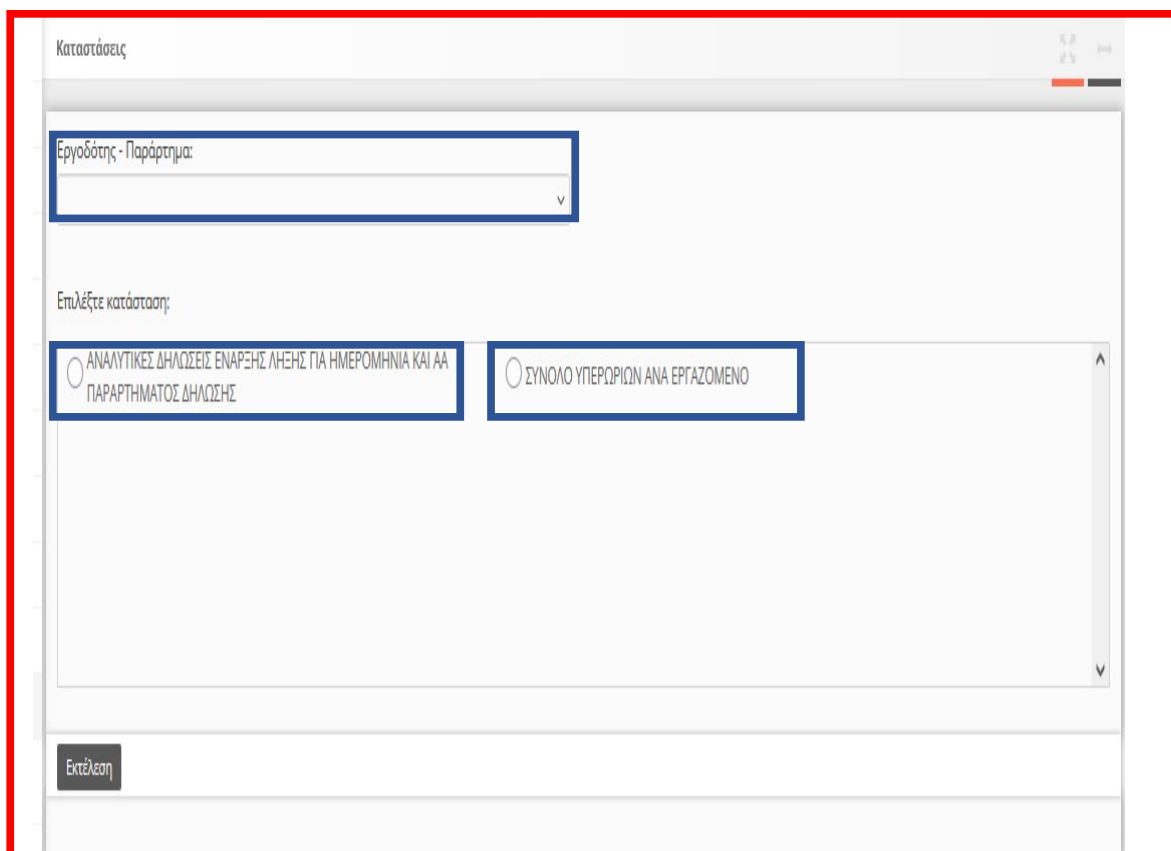 Καταστάσεις
Εργοδότης - Παράρτημα:
Επιλέξτε κατάσταση:
ΑΝΑΛΥΤΙΚΕΣ ΔΗΛΩΣΕΙΣ ΕΝΑΡΞΗΣ ΛΗΞΗΣ ΓΙΑ ΗΜΕΡΟΜΗΝΙΑ ΚΑΙ ΑΑ
ΠΑΡΑΡΤΗΜΑΤΟΣ ΔΗΛΩΣΗΣ
ΣΥΝΟΛΟ ΥΠΕΡΩΡΙΩΝ ΑΝΑ ΕΡΓΑΖΟΜΕΝΟ
Εκτέλεση